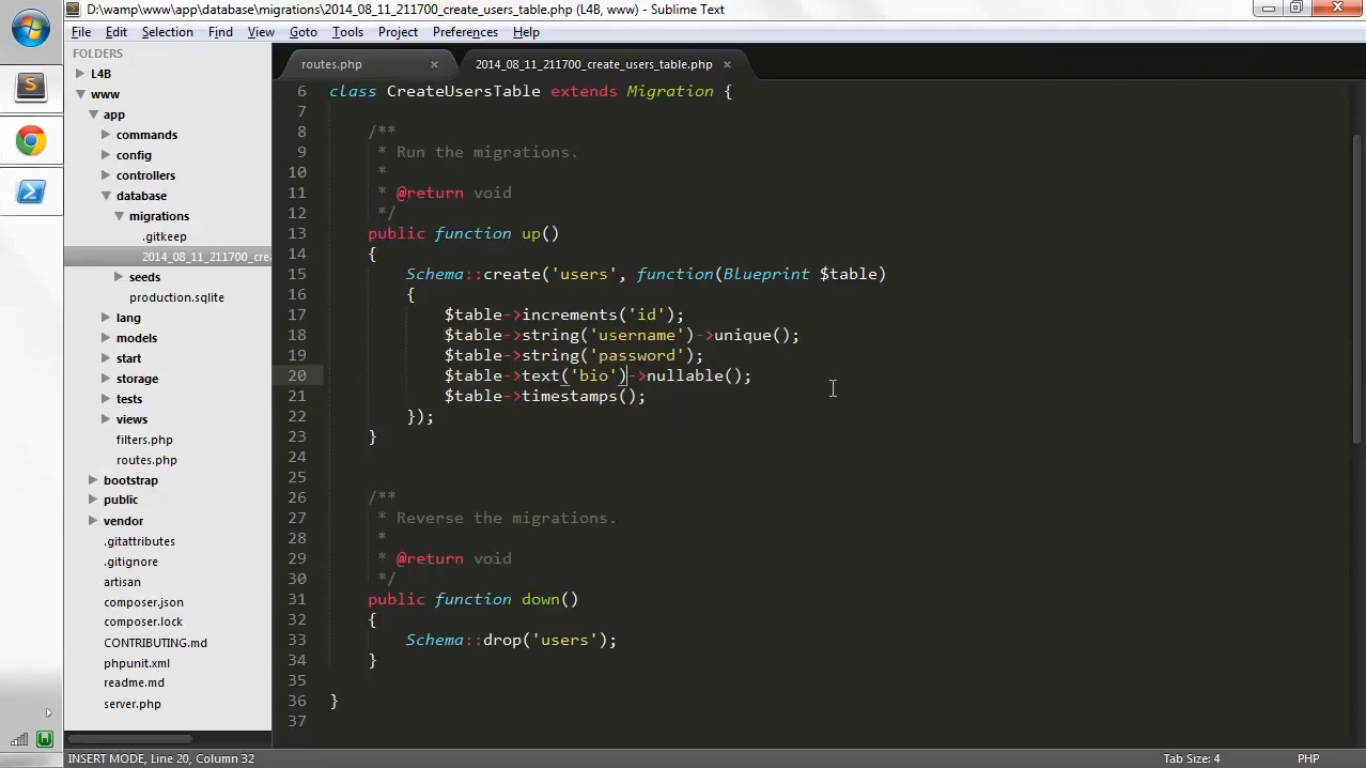 D:\wamp\www\app\database\migrations\2014_08_11_211700_create_users_table.php (L4B, www) - Sublime Text
File Edit Selection Find View Goto Tools Project Preferences Help
FOLDERS
L4B
www
app
commands
config
controllers
database
migrations
.gitkeep
2014_08_11_211700_cre
seeds
production.sqlite
lang
models
start
storage
tests
views
filters.php
routes.php
bootstrap
public
vendor
.gitattributes
.gitignore
artisan
composer.json
composer.lock
CONTRIBUTING.md
phpunit.xml
readme.md
server.php
routes.php × 2014_08_11_211700_create_users_table.php ×
6 class CreateUsersTable extends Migration {
7
8 /**
9 * Run the migrations.
10 *
11 * @return void
12 */
13 public function up()
14 {
15 Schema::create('users', function(Blueprint $table)
16 {
17 $table->increments('id');
18 $table->string('username')->unique();
19 $table->string('password');
20 $table->text('bio')->nullable();
21 $table->timestamps();
22 });
23 }
24
25
26 /**
27 * Reverse the migrations.
28 *
29 * @return void
30 */
31 public function down()
32 {
33 Schema::drop('users');
34 }
35
36 }
37
INSERT MODE, Line 20, Column 32 Tab Size: 4 PHP